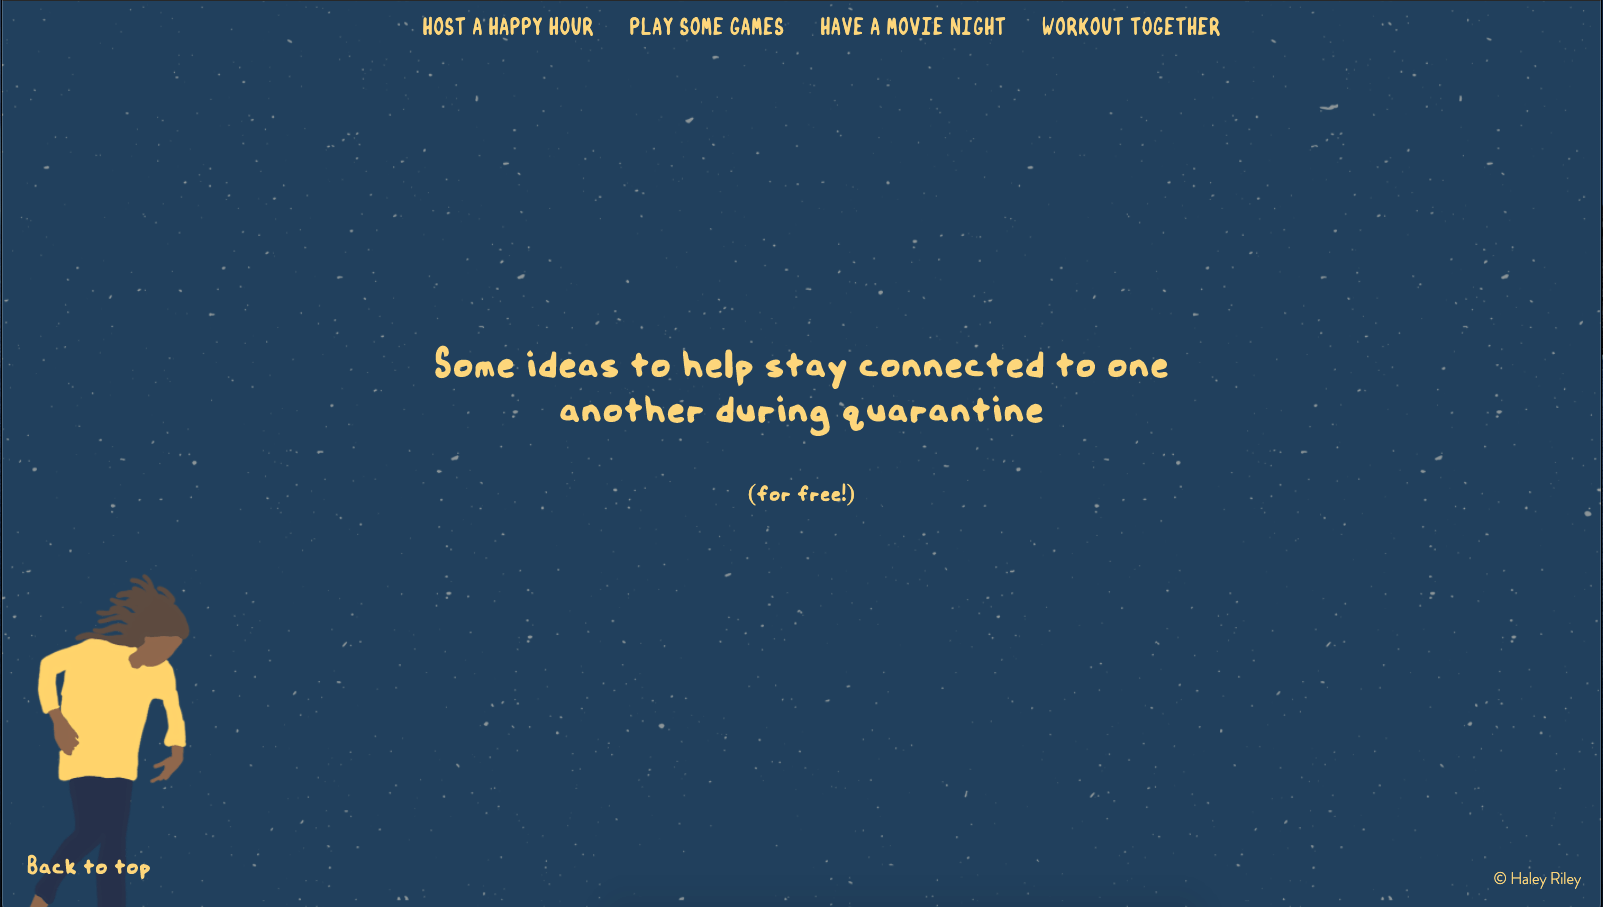 HOST A HAPPY HOUR PLAY SOME GAMES HAVE A MOVIE NIGHT WORKOUT TOGETHER
Some ideas to help stay connected to one
another during quarantine
(for free!)
Back to top
© Haley Riley